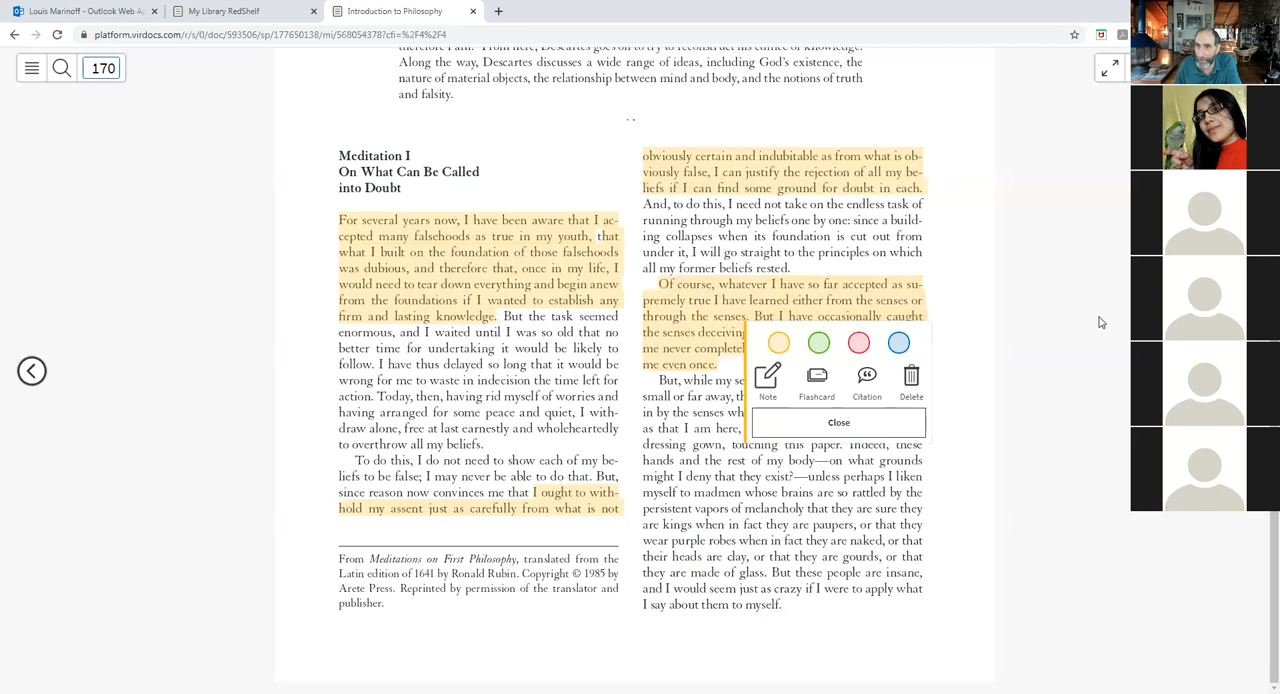 Louis Marinoff - Outlook Web A
My Library RedShelf
Introduction to Philosophy
platform.virdocs.com/r/s/0/doc/593506/sp/177650138/mi/568054378?cfi=%2F4%2F4
170
therefore I am!" From here, Descartes goes on to try to reconstruct his edifice of knowledge.
Along the way, Descartes discusses a wide range of ideas, including God's existence, the
nature of material objects, the relationship between mind and body, and the notions of truth
and falsity.
Meditation I
On What Can Be Called
into Doubt
For several years now, I have been aware that I ac-
cepted many falsehoods as true in my youth, that
what I built on the foundation of those falsehoods
was dubious, and therefore that, once in my life, I
would need to tear down everything and begin anew
from the foundations if I wanted to establish any
firm and lasting knowledge. But the task seemed
enormous, and I waited until I was so old that no
better time for undertaking it would be likely to
follow. I have thus delayed so long that it would be
wrong for me to waste in indecision the time left for
action. Today, then, having rid myself of worries and
having arranged for some peace and quiet, I with-
draw alone, free at last earnestly and wholeheartedly
to overthrow all my beliefs.
To do this, I do not need to show each of my be-
liefs to be false; I may never be able to do that. But,
since reason now convinces me that I ought to with-
hold my assent just as carefully from what is not
From Meditations on First Philosophy, translated from the
Latin edition of 1641 by Ronald Rubin. Copyright © 1985 by
Arete Press. Reprinted by permission of the translator and
publisher.
obviously certain and indubitable as from what is ob-
viously false, I can justify the rejection of all my be-
liefs if I can find some ground for doubt in each.
And, to do this, I need not take on the endless task of
running through my beliefs one by one: since a build-
ing collapses when its foundation is cut out from
under it, I will go straight to the principles on which
all my former beliefs rested.
Of course, whatever I have so far accepted as su-
premely true I have learned either from the senses or
through the senses. But I have occasionally caught
the senses deceiving
me never complete
me even once.
But, while my se
small or far away, th
in by the senses wh
as that I am here,
dressing gown, touching this paper. Indeed, these
hands and the rest of my body—on what grounds
might I deny that they exist?—unless perhaps I liken
myself to madmen whose brains are so rattled by the
persistent vapors of melancholy that they are sure they
are kings when in fact they are paupers, or that they
wear purple robes when in fact they are naked, or that
their heads are clay, or that they are gourds, or that
they are made of glass. But these people are insane,
and I would seem just as crazy if I were to apply what
I say about them to myself.
Note
Flashcard
Citation
Delete
Close